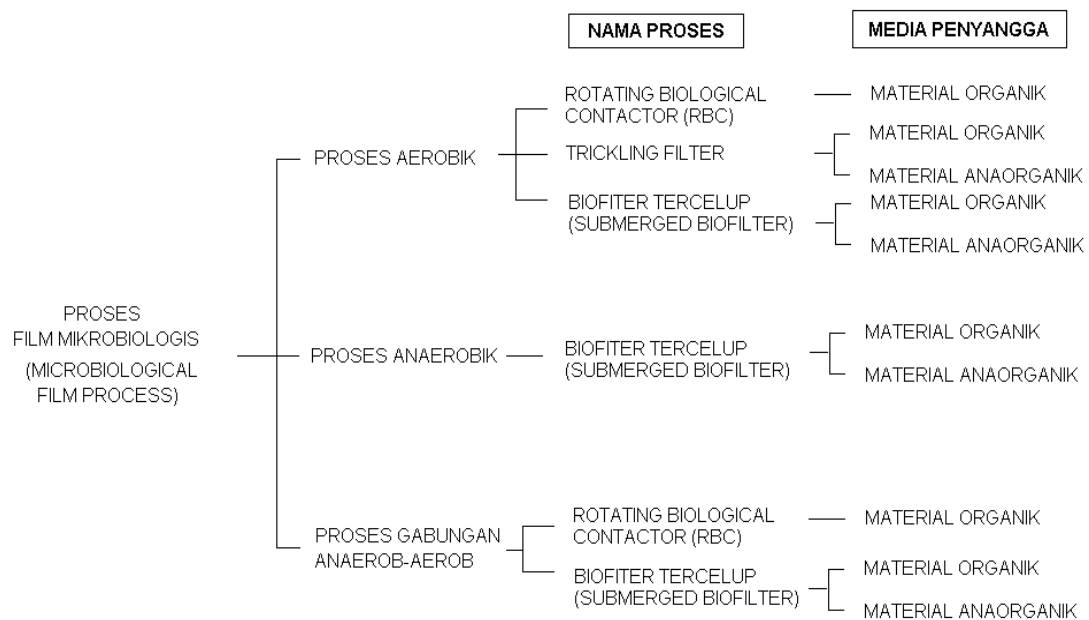 NAMA PROSES
MEDIA PENYANGGA
ROTATING BIOLOGICAL
CONTACTOR (RBC)
MATERIAL ORGANIK
PROSES AEROBIK
TRICKLING FILTER
MATERIAL ORGANIK
MATERIAL ANAORGANIK
BIOFITER TERCELUP
(SUBMERGED BIOFILTER)
MATERIAL ORGANIK
MATERIAL ANAORGANIK
PROSES
FILM MIKROBIOLOGIS
(MICROBIOLOGICAL
FILM PROCESS)
PROSES ANAEROBIK
BIOFITER TERCELUP
(SUBMERGED BIOFILTER)
MATERIAL ORGANIK
MATERIAL ANAORGANIK
PROSES GABUNGAN
ANAEROB-AEROB
ROTATING BIOLOGICAL
CONTACTOR (RBC)
MATERIAL ORGANIK
BIOFITER TERCELUP
(SUBMERGED BIOFILTER)
MATERIAL ORGANIK
MATERIAL ANAORGANIK